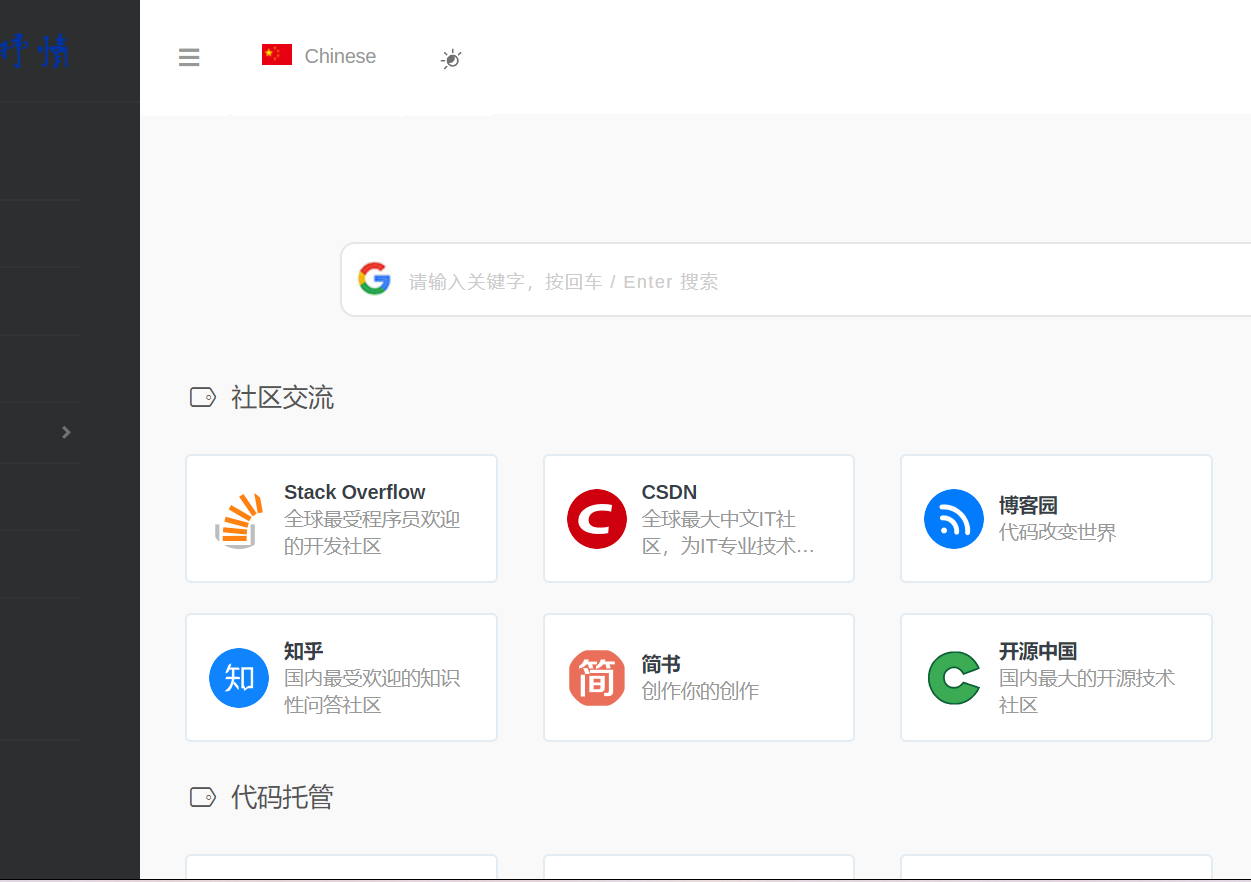 抒情
Chinese
请输入关键字，按回车 / Enter 搜索
社区交流
Stack Overflow
全球最受程序员欢迎
的开发社区
CSDN
全球最大中文IT社
区，为IT专业技术…
博客园
代码改变世界
知
知乎
国内最受欢迎的知识
性问答社区
简
简书
创作你的创作
开源中国
国内最大的开源技术
社区
代码托管